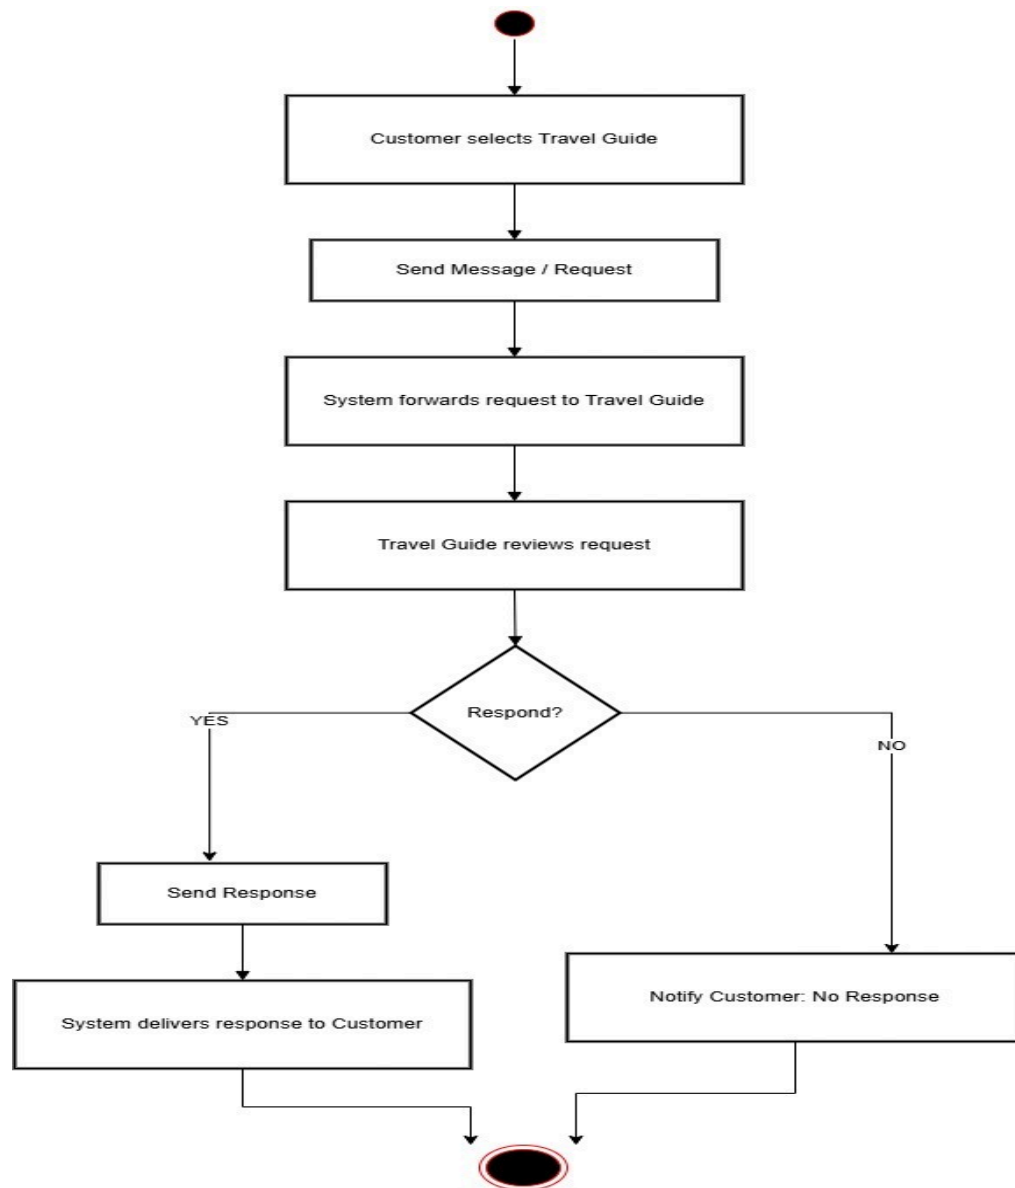 Customer selects Travel Guide
Send Message / Request
System forwards request to Travel Guide
Travel Guide reviews request
Respond?
YES
NO
Send Response
System delivers response to Customer
Notify Customer: No Response